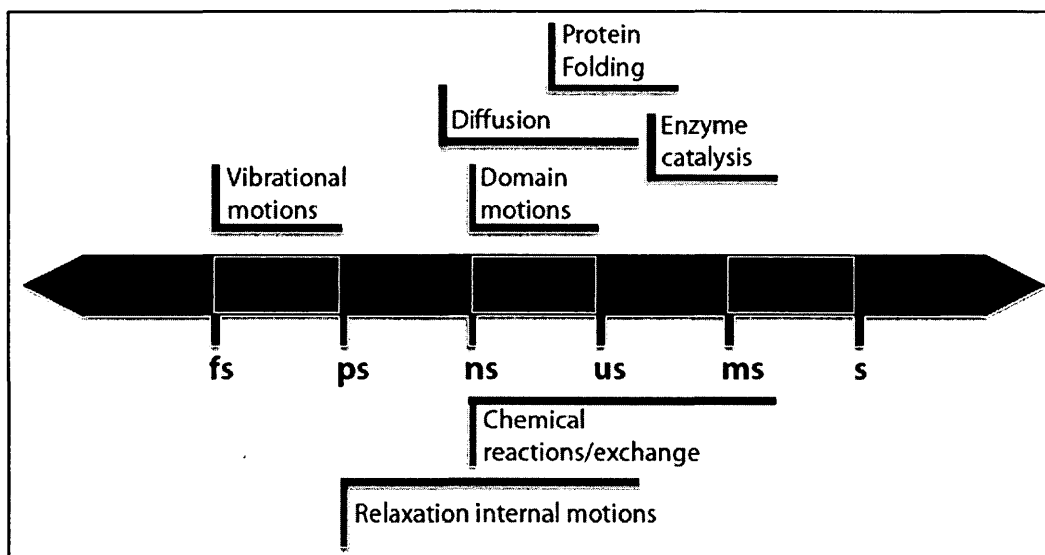 Protein
Folding
Diffusion
Enzyme
catalysis
Vibrational
motions
Domain
motions
fs ps ns us ms s
Chemical
reactions/exchange
Relaxation internal motions